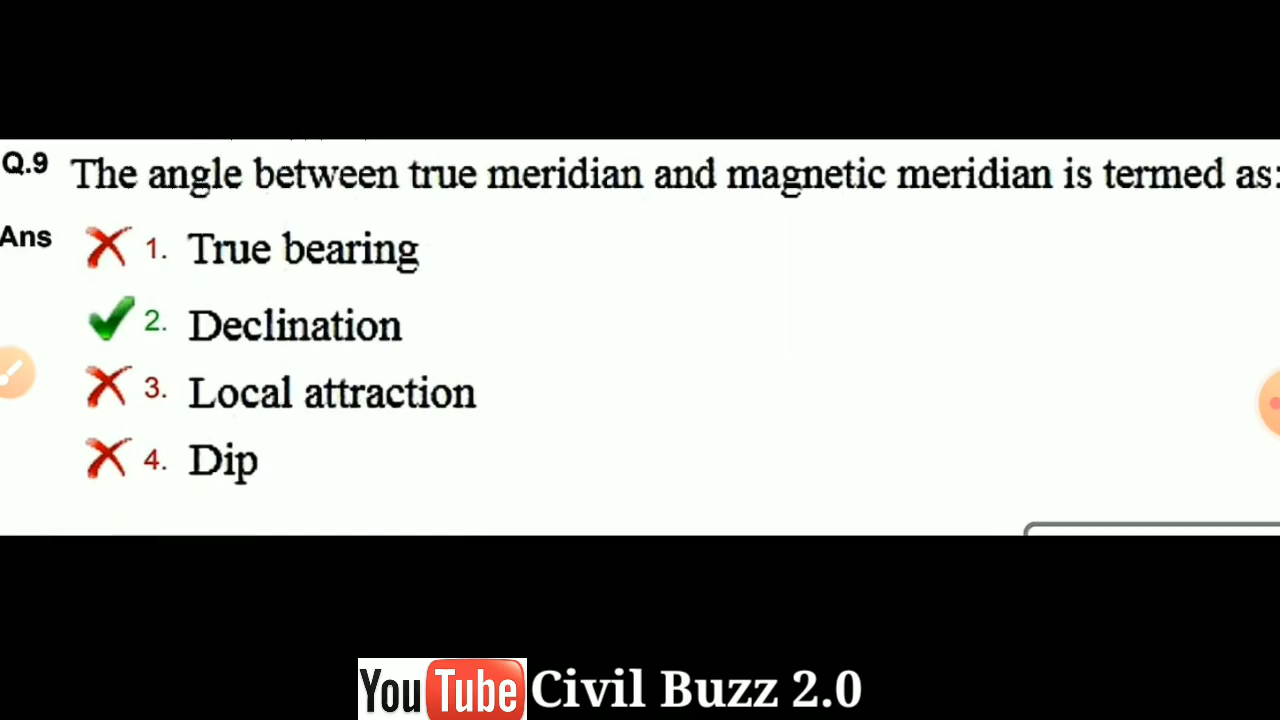 Q.9 The angle between true meridian and magnetic meridian is termed as:
Ans 1. True bearing
2. Declination
3. Local attraction
4. Dip
YouTube Civil Buzz 2.0